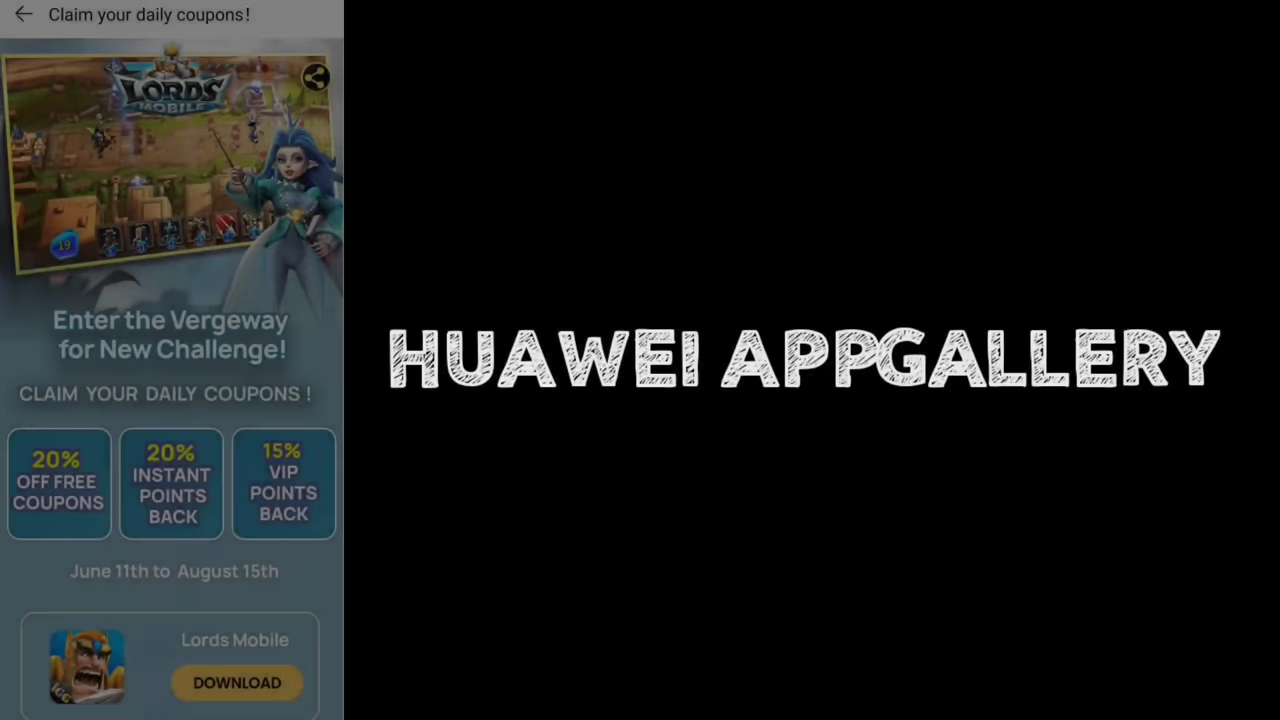 Claim your daily coupons!
LORDS
MOBILE
19
Enter the Vergeway
for New Challenge!
CLAIM YOUR DAILY COUPONS !
20%
OFF FREE
COUPONS
20%
INSTANT
POINTS
BACK
15%
VIP
POINTS
BACK
June 11th to August 15th
IGG
Lords Mobile
DOWNLOAD
HUAWEI APPGALLERY